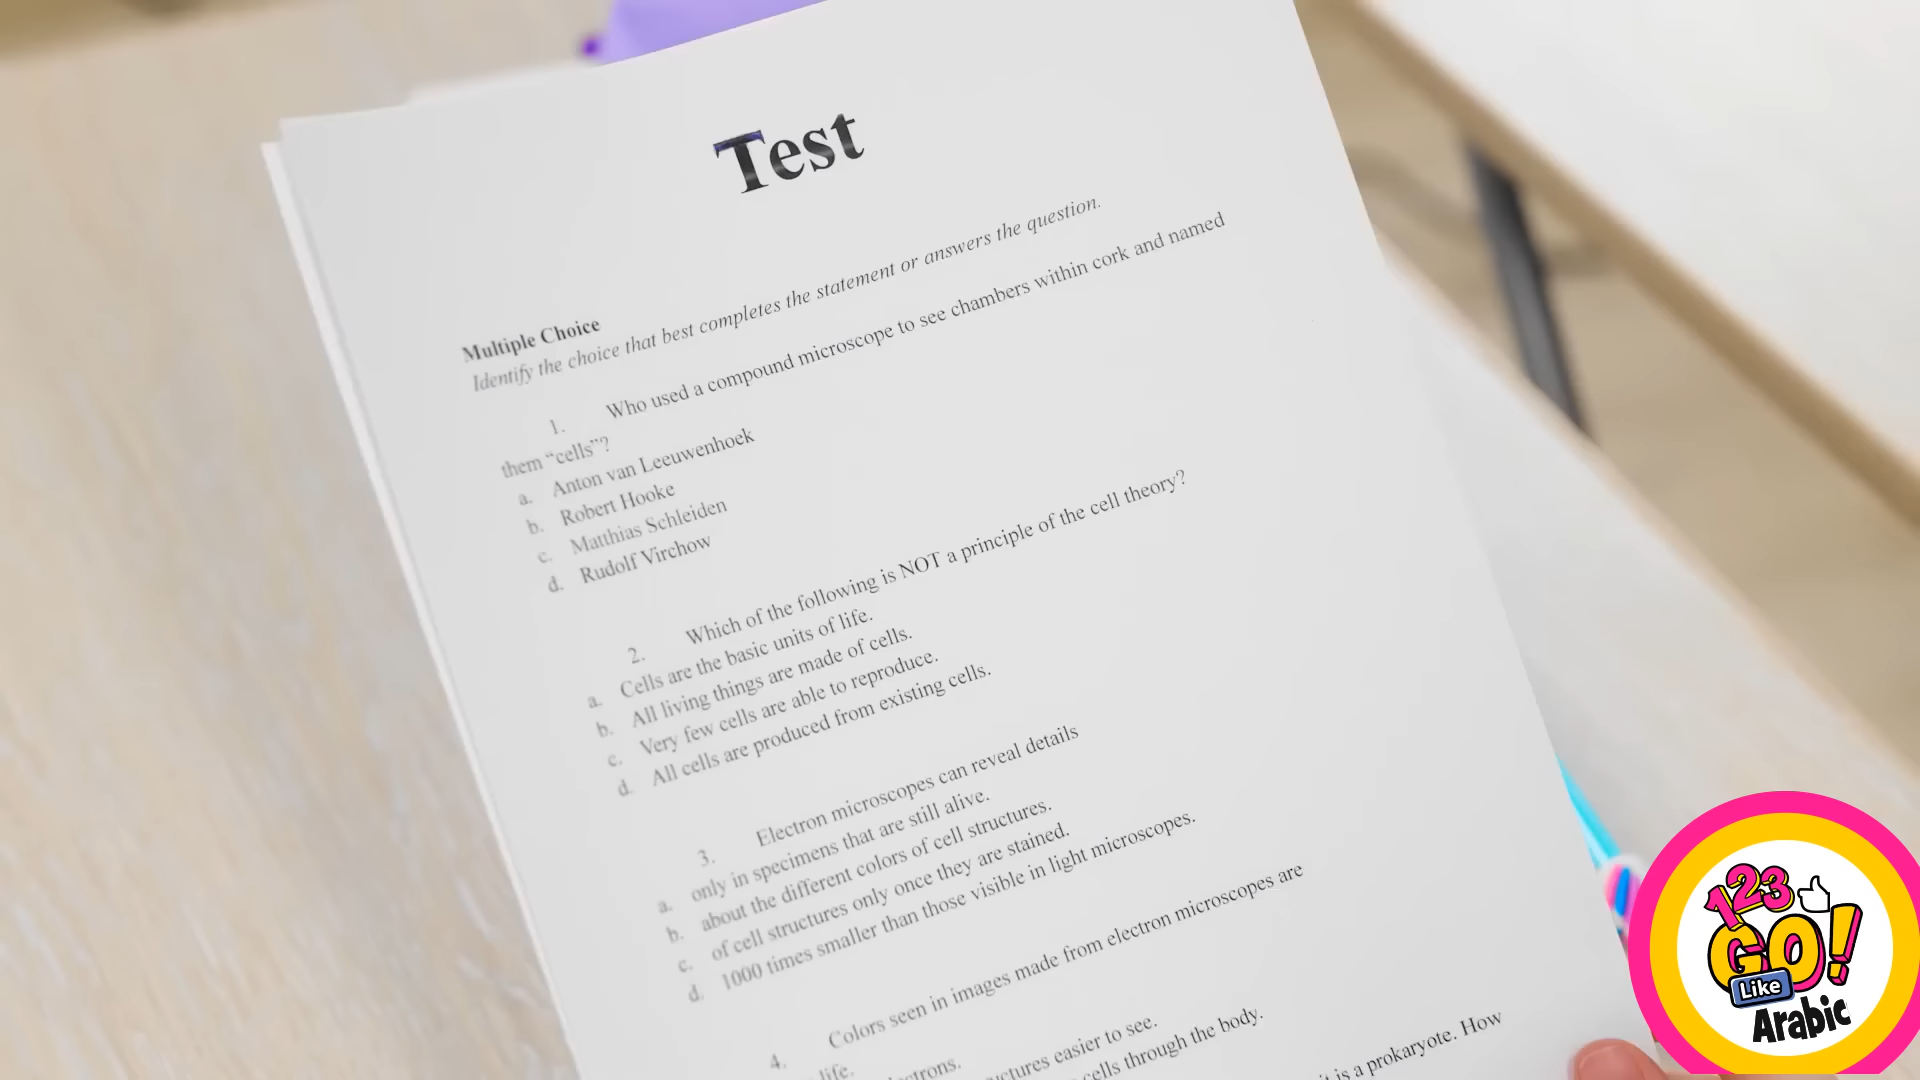 Test
Multiple Choice
Identify the choice that best completes the statement or answers the question.
1. Who used a compound microscope to see chambers within cork and named
them “cells”?
a. Anton van Leeuwenhoek
b. Robert Hooke
c. Matthias Schleiden
d. Rudolf Virchow
2. Which of the following is NOT a principle of the cell theory?
a. Cells are the basic units of life.
b. All living things are made of cells.
c. Very few cells are able to reproduce.
d. All cells are produced from existing cells.
3. Electron microscopes can reveal details
a. only in specimens that are still alive.
b. about the different colors of cell structures.
c. of cell structures only once they are stained.
d. 1000 times smaller than those visible in light microscopes.
4. Colors seen in images made from electron microscopes are
life.
easier to see.
cells through the body.
it is a prokaryote. How
123
GO!
Like
Arabic